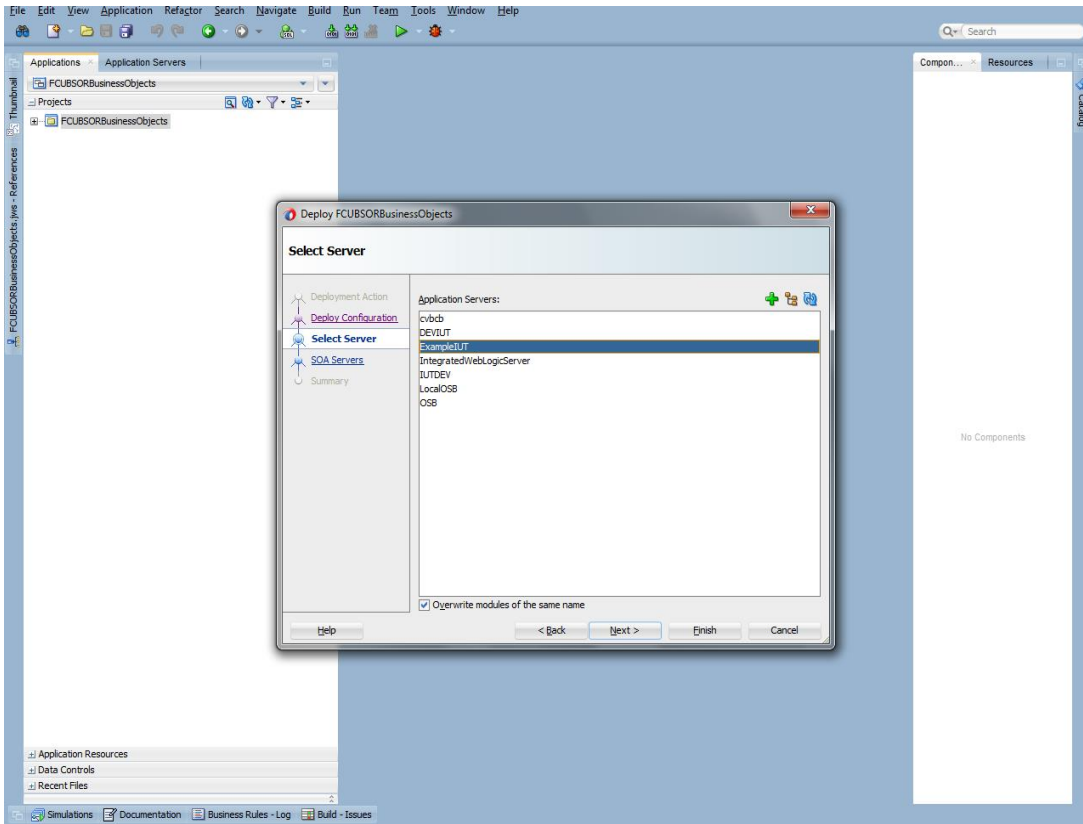 File Edit View Application Refactor Search Navigate Build Run Team Tools Window Help
Search
Applications Application Servers
FCUBSORBusinessObjects
Projects
FCUBSORBusinessObjects
Thumbnail
FCUBSORBusinessObjects.jws - References
Compon... Resources
Catalog
No Components
Deploy FCUBSORBusinessObjects
Select Server
Deployment Action
Deploy Configuration
Select Server
SOA Servers
Summary
Application Servers:
cvbcb
DEVIUT
ExampleIUT
IntegratedWebLogicServer
IUTDEV
LocalOSB
OSB
Overwrite modules of the same name
Help < Back Next > Finish Cancel
Application Resources
Data Controls
Recent Files
Simulations Documentation Business Rules - Log Build - Issues